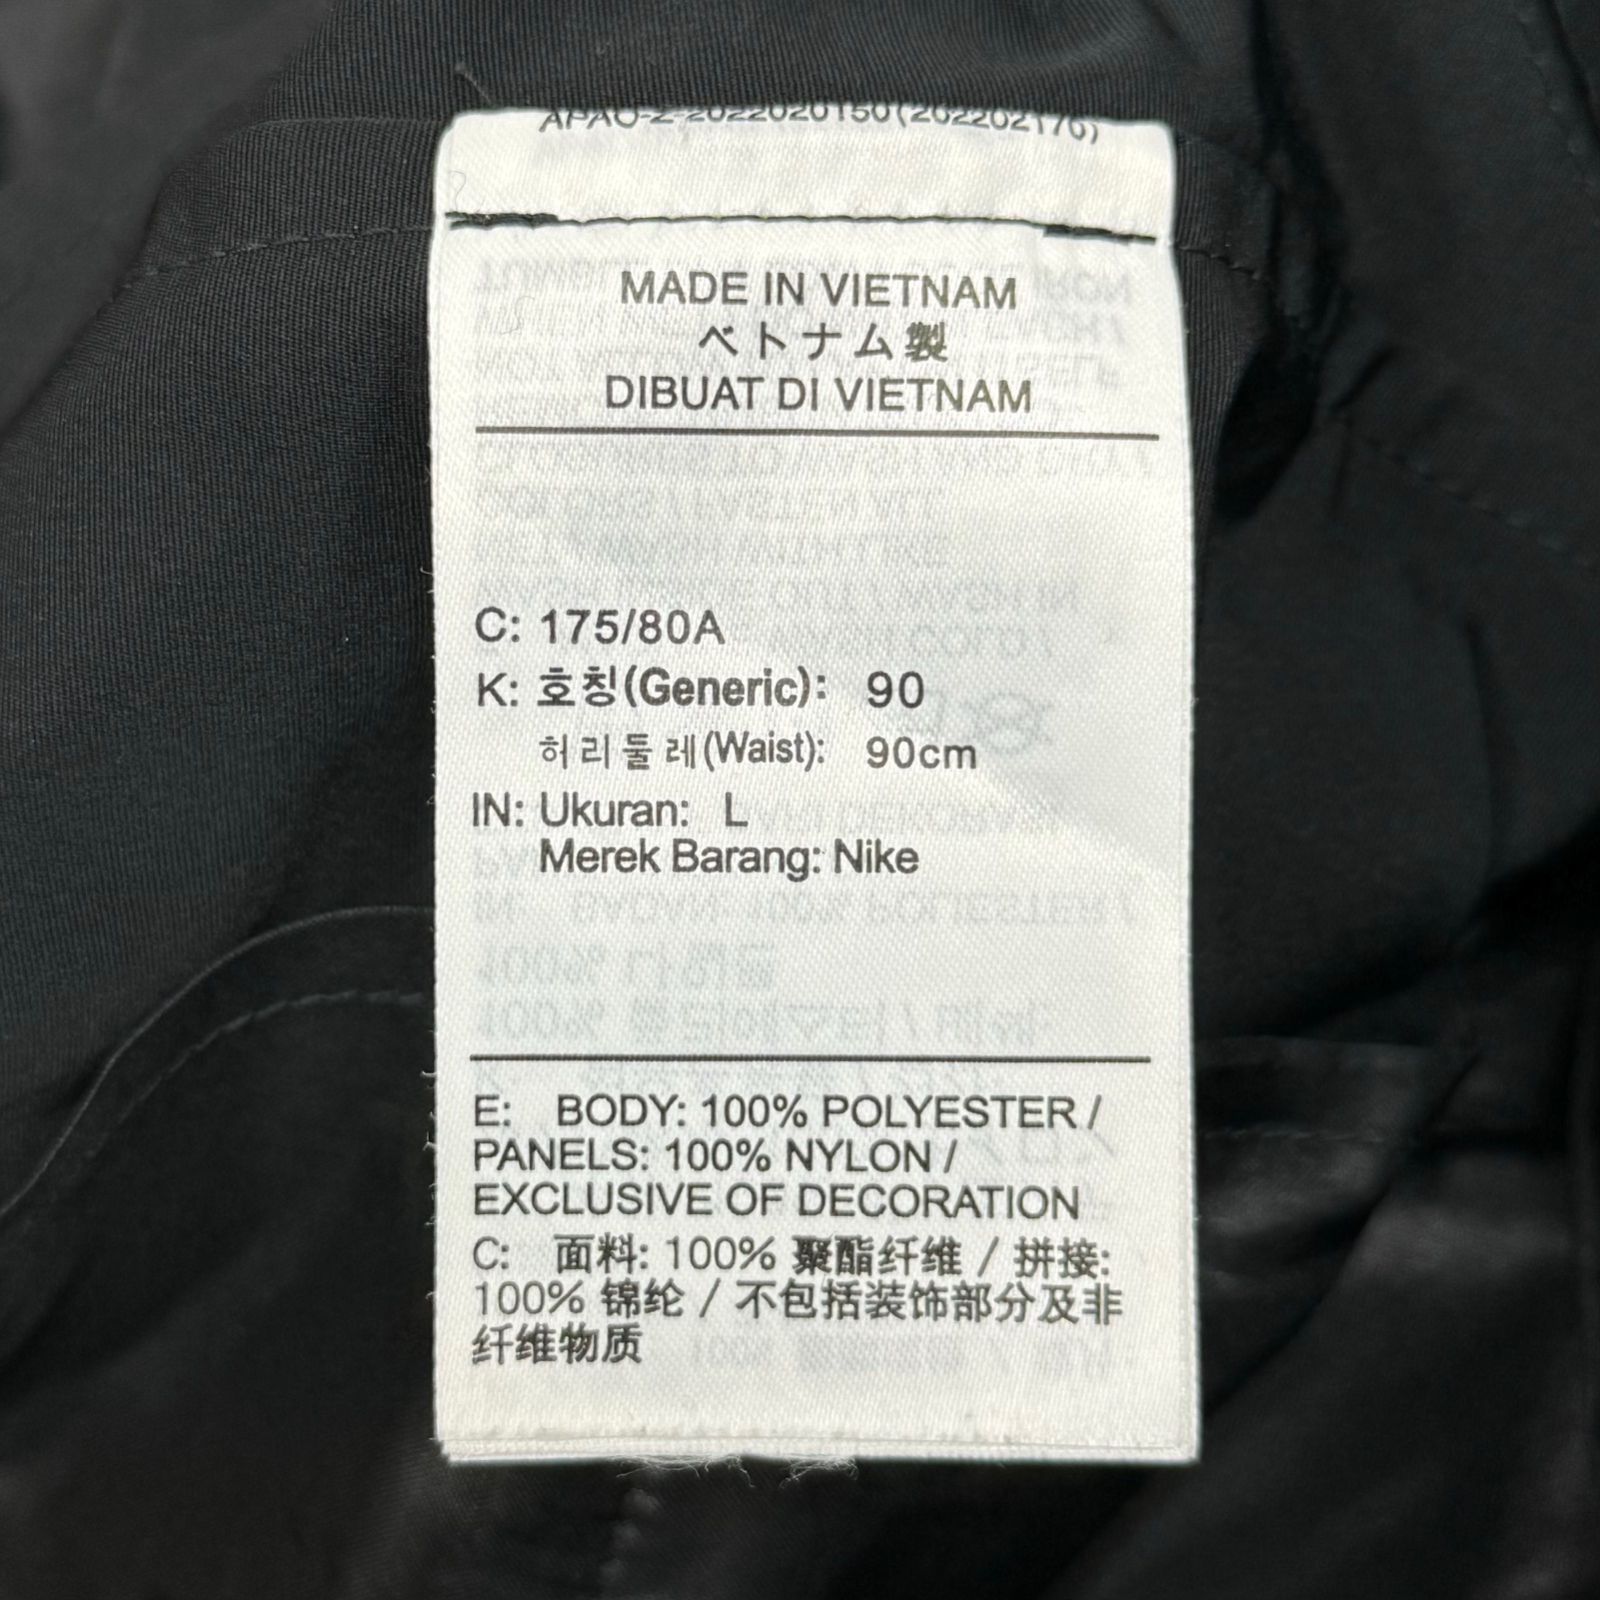 MADE IN VIETNAM
ベトナム製
DIBUAT DI VIETNAM
C: 175/80A
K: 호칭(Generic): 90
허리둘레(Waist): 90cm
IN: Ukuran: L
Merek Barang: Nike
E: BODY: 100% POLYESTER /
PANELS: 100% NYLON /
EXCLUSIVE OF DECORATION
C: 面料: 100% 聚酯纤维 / 拼接:
100% 锦纶 / 不包括装饰部分及非
纤维物质